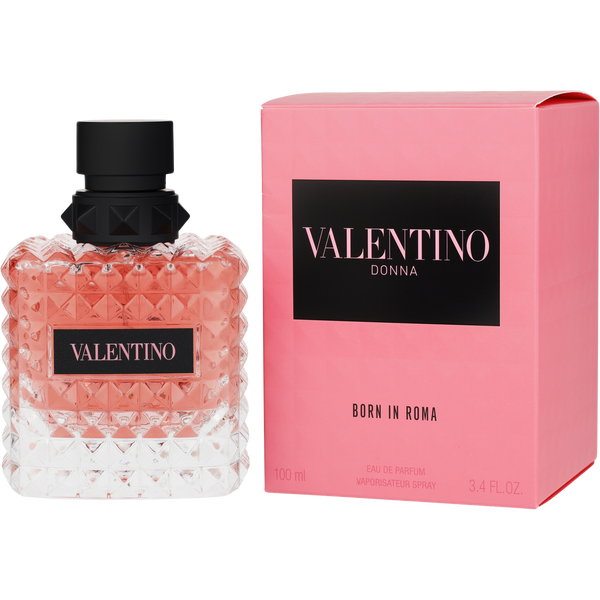 VALENTINO
VALENTINO
DONNA
BORN IN ROMA
EAU DE PARFUM
100 ml
VAPORISATEUR SPRAY
3.4 FL.OZ.